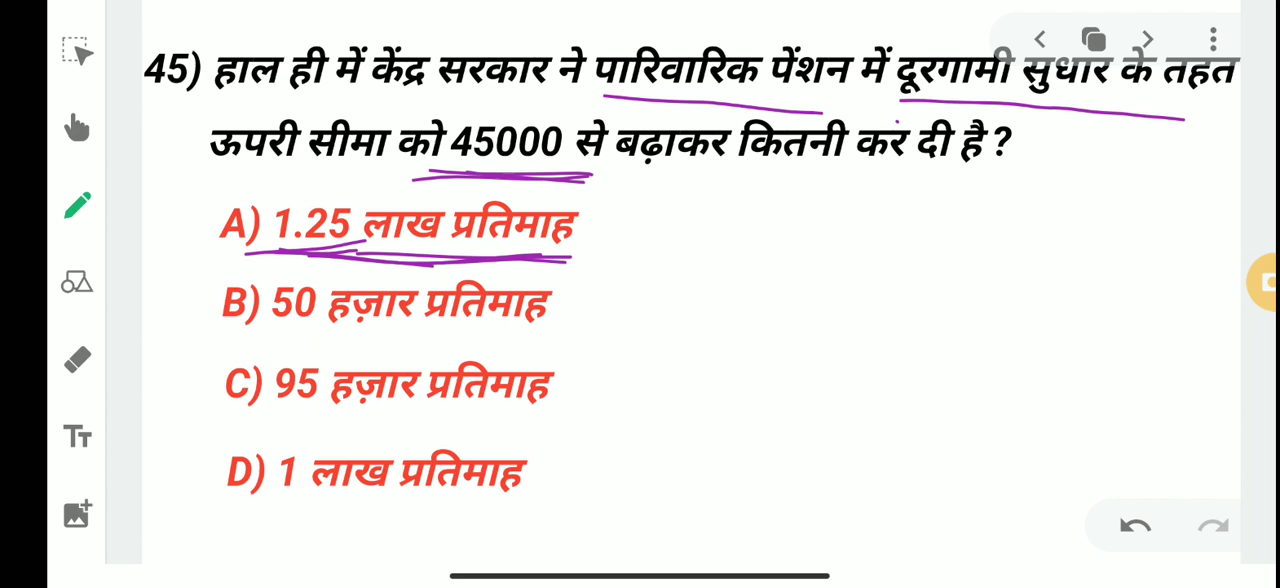 45) हाल ही में केंद्र सरकार ने पारिवारिक पेंशन में दूरगामी सुधार के तहत
ऊपरी सीमा को 45000 से बढ़ाकर कितनी कर दी है?
A) 1.25 लाख प्रतिमाह
B) 50 हज़ार प्रतिमाह
C) 95 हज़ार प्रतिमाह
D) 1 लाख प्रतिमाह
TT